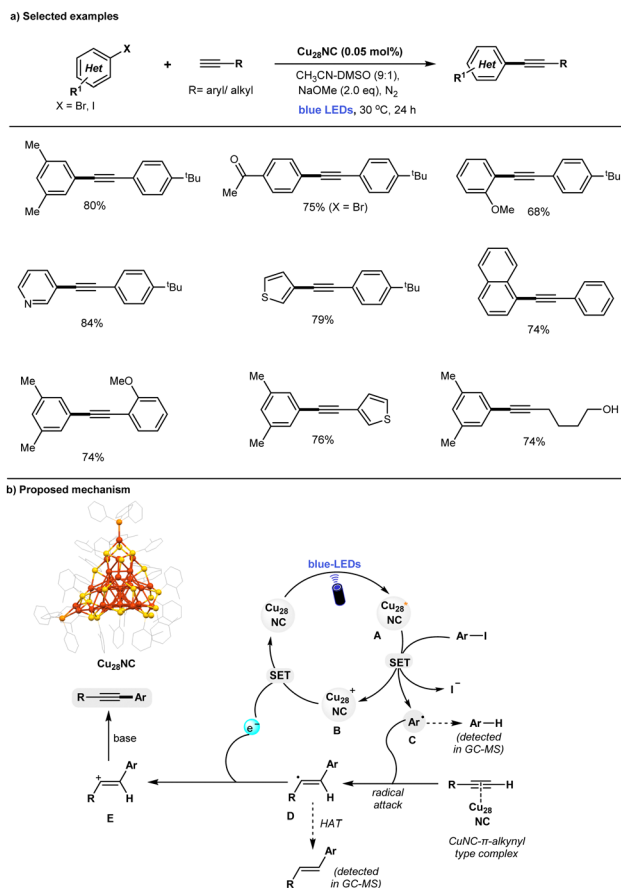 a) Selected examples
X
Het
R1
X = Br, I
+
R
R= aryl/ alkyl
Cu28NC (0.05 mol%)
CH3CN-DMSO (9:1),
NaOMe (2.0 eq), N2
blue LEDs, 30 °C, 24 h
Het
R1
R
Me
Me
tBu
80%
O
Me
tBu
75% (X = Br)
OMe
tBu
68%
N
tBu
84%
S
tBu
79%
74%
Me
MeO
Me
74%
Me
Me
S
76%
Me
Me
OH
74%
b) Proposed mechanism
Cu28NC
blue-LEDs
Cu28
NC
Cu28*
NC
A
Ar–I
SET
I–
SET
Cu28+
NC
B
Ar•
C
Ar–H
(detected
in GC-MS)
e–
R
Ar
base
Ar
+
R
H
E
Ar
•
R
H
D
radical
attack
R
H
Cu28
NC
CuNC-π-alkynyl
type complex
HAT
Ar
R
(detected
in GC-MS)